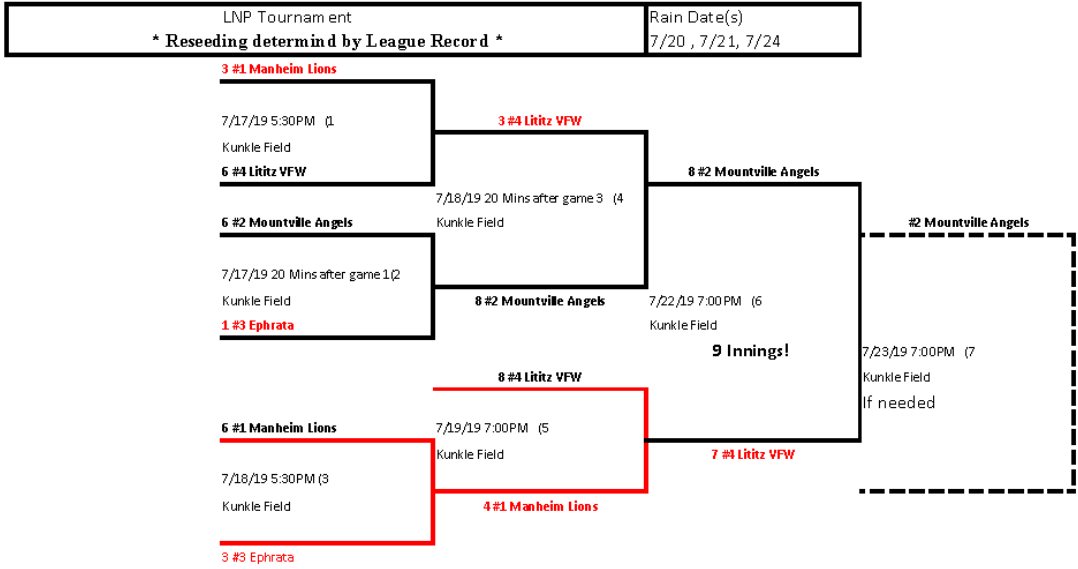 LNP Tournament
* Reseeding determind by League Record *
Rain Date(s)
7/20 , 7/21, 7/24
3 #1 Manheim Lions
7/17/19 5:30PM (1
Kunkle Field
6 #4 Lititz VFW
3 #4 Lititz VFW
6 #2 Mountville Angels
7/17/19 20 Mins after game 1(2
Kunkle Field
1 #3 Ephrata
7/18/19 20 Mins after game 3 (4
Kunkle Field
8 #2 Mountville Angels
8 #2 Mountville Angels
7/22/19 7:00PM (6
Kunkle Field
9 Innings!
#2 Mountville Angels
7/23/19 7:00PM (7
Kunkle Field
If needed
8 #4 Lititz VFW
6 #1 Manheim Lions
7/19/19 7:00PM (5
Kunkle Field
7 #4 Lititz VFW
7/18/19 5:30PM (3
Kunkle Field
4 #1 Manheim Lions
3 #3 Ephrata